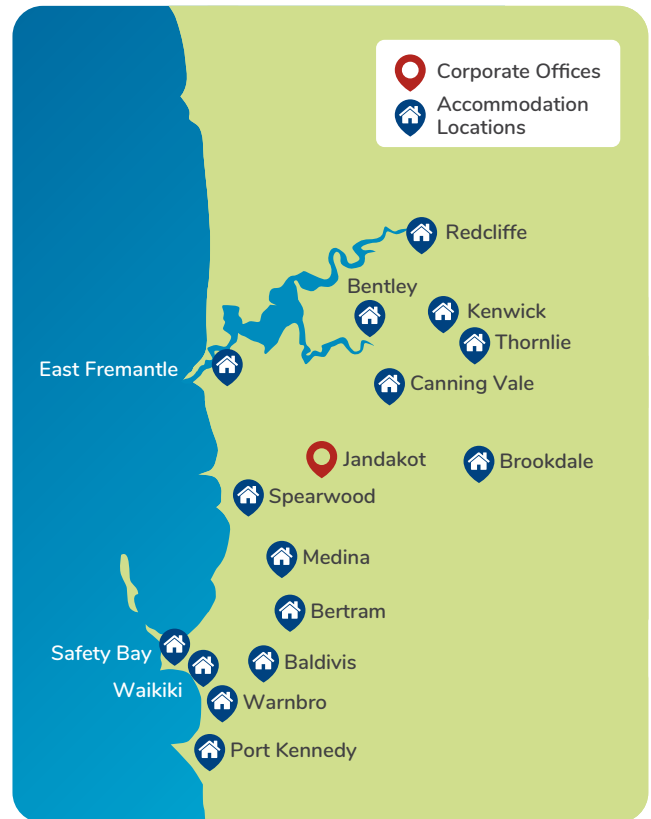 Corporate Offices
Accommodation
Locations
Redcliffe
Bentley
Kenwick
Thornlie
East Fremantle
Canning Vale
Jandakot
Brookdale
Spearwood
Medina
Bertram
Safety Bay
Baldivis
Waikiki
Warnbro
Port Kennedy